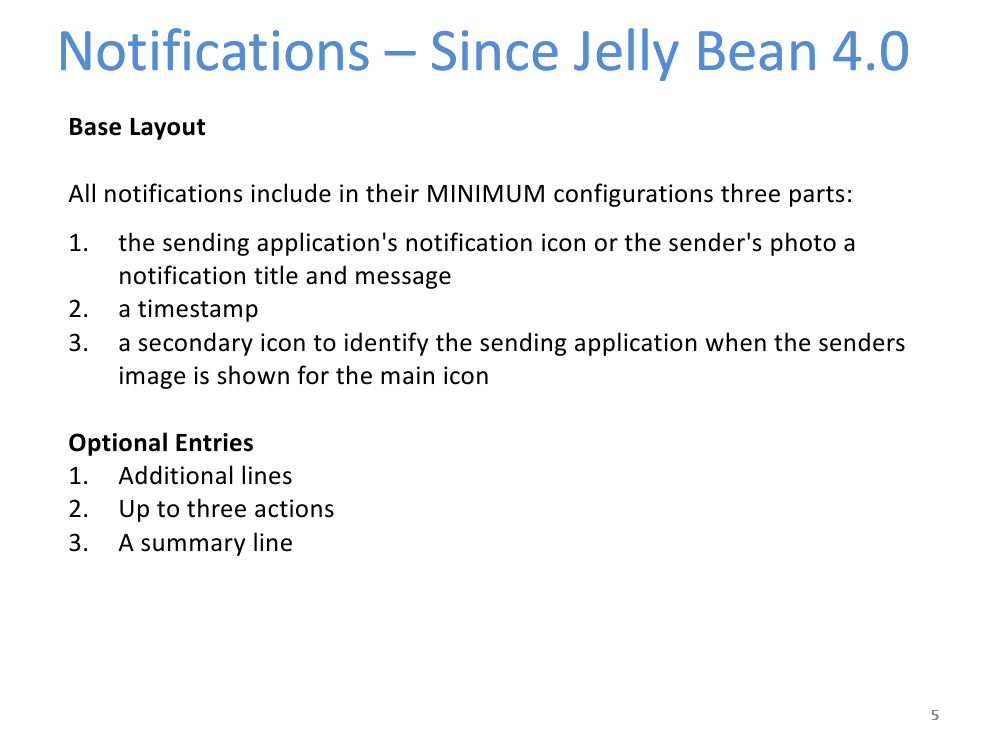 Notifications – Since Jelly Bean 4.0
Base Layout
All notifications include in their MINIMUM configurations three parts:
1. the sending application's notification icon or the sender's photo a
notification title and message
2. a timestamp
3. a secondary icon to identify the sending application when the senders
image is shown for the main icon
Optional Entries
1. Additional lines
2. Up to three actions
3. A summary line
5